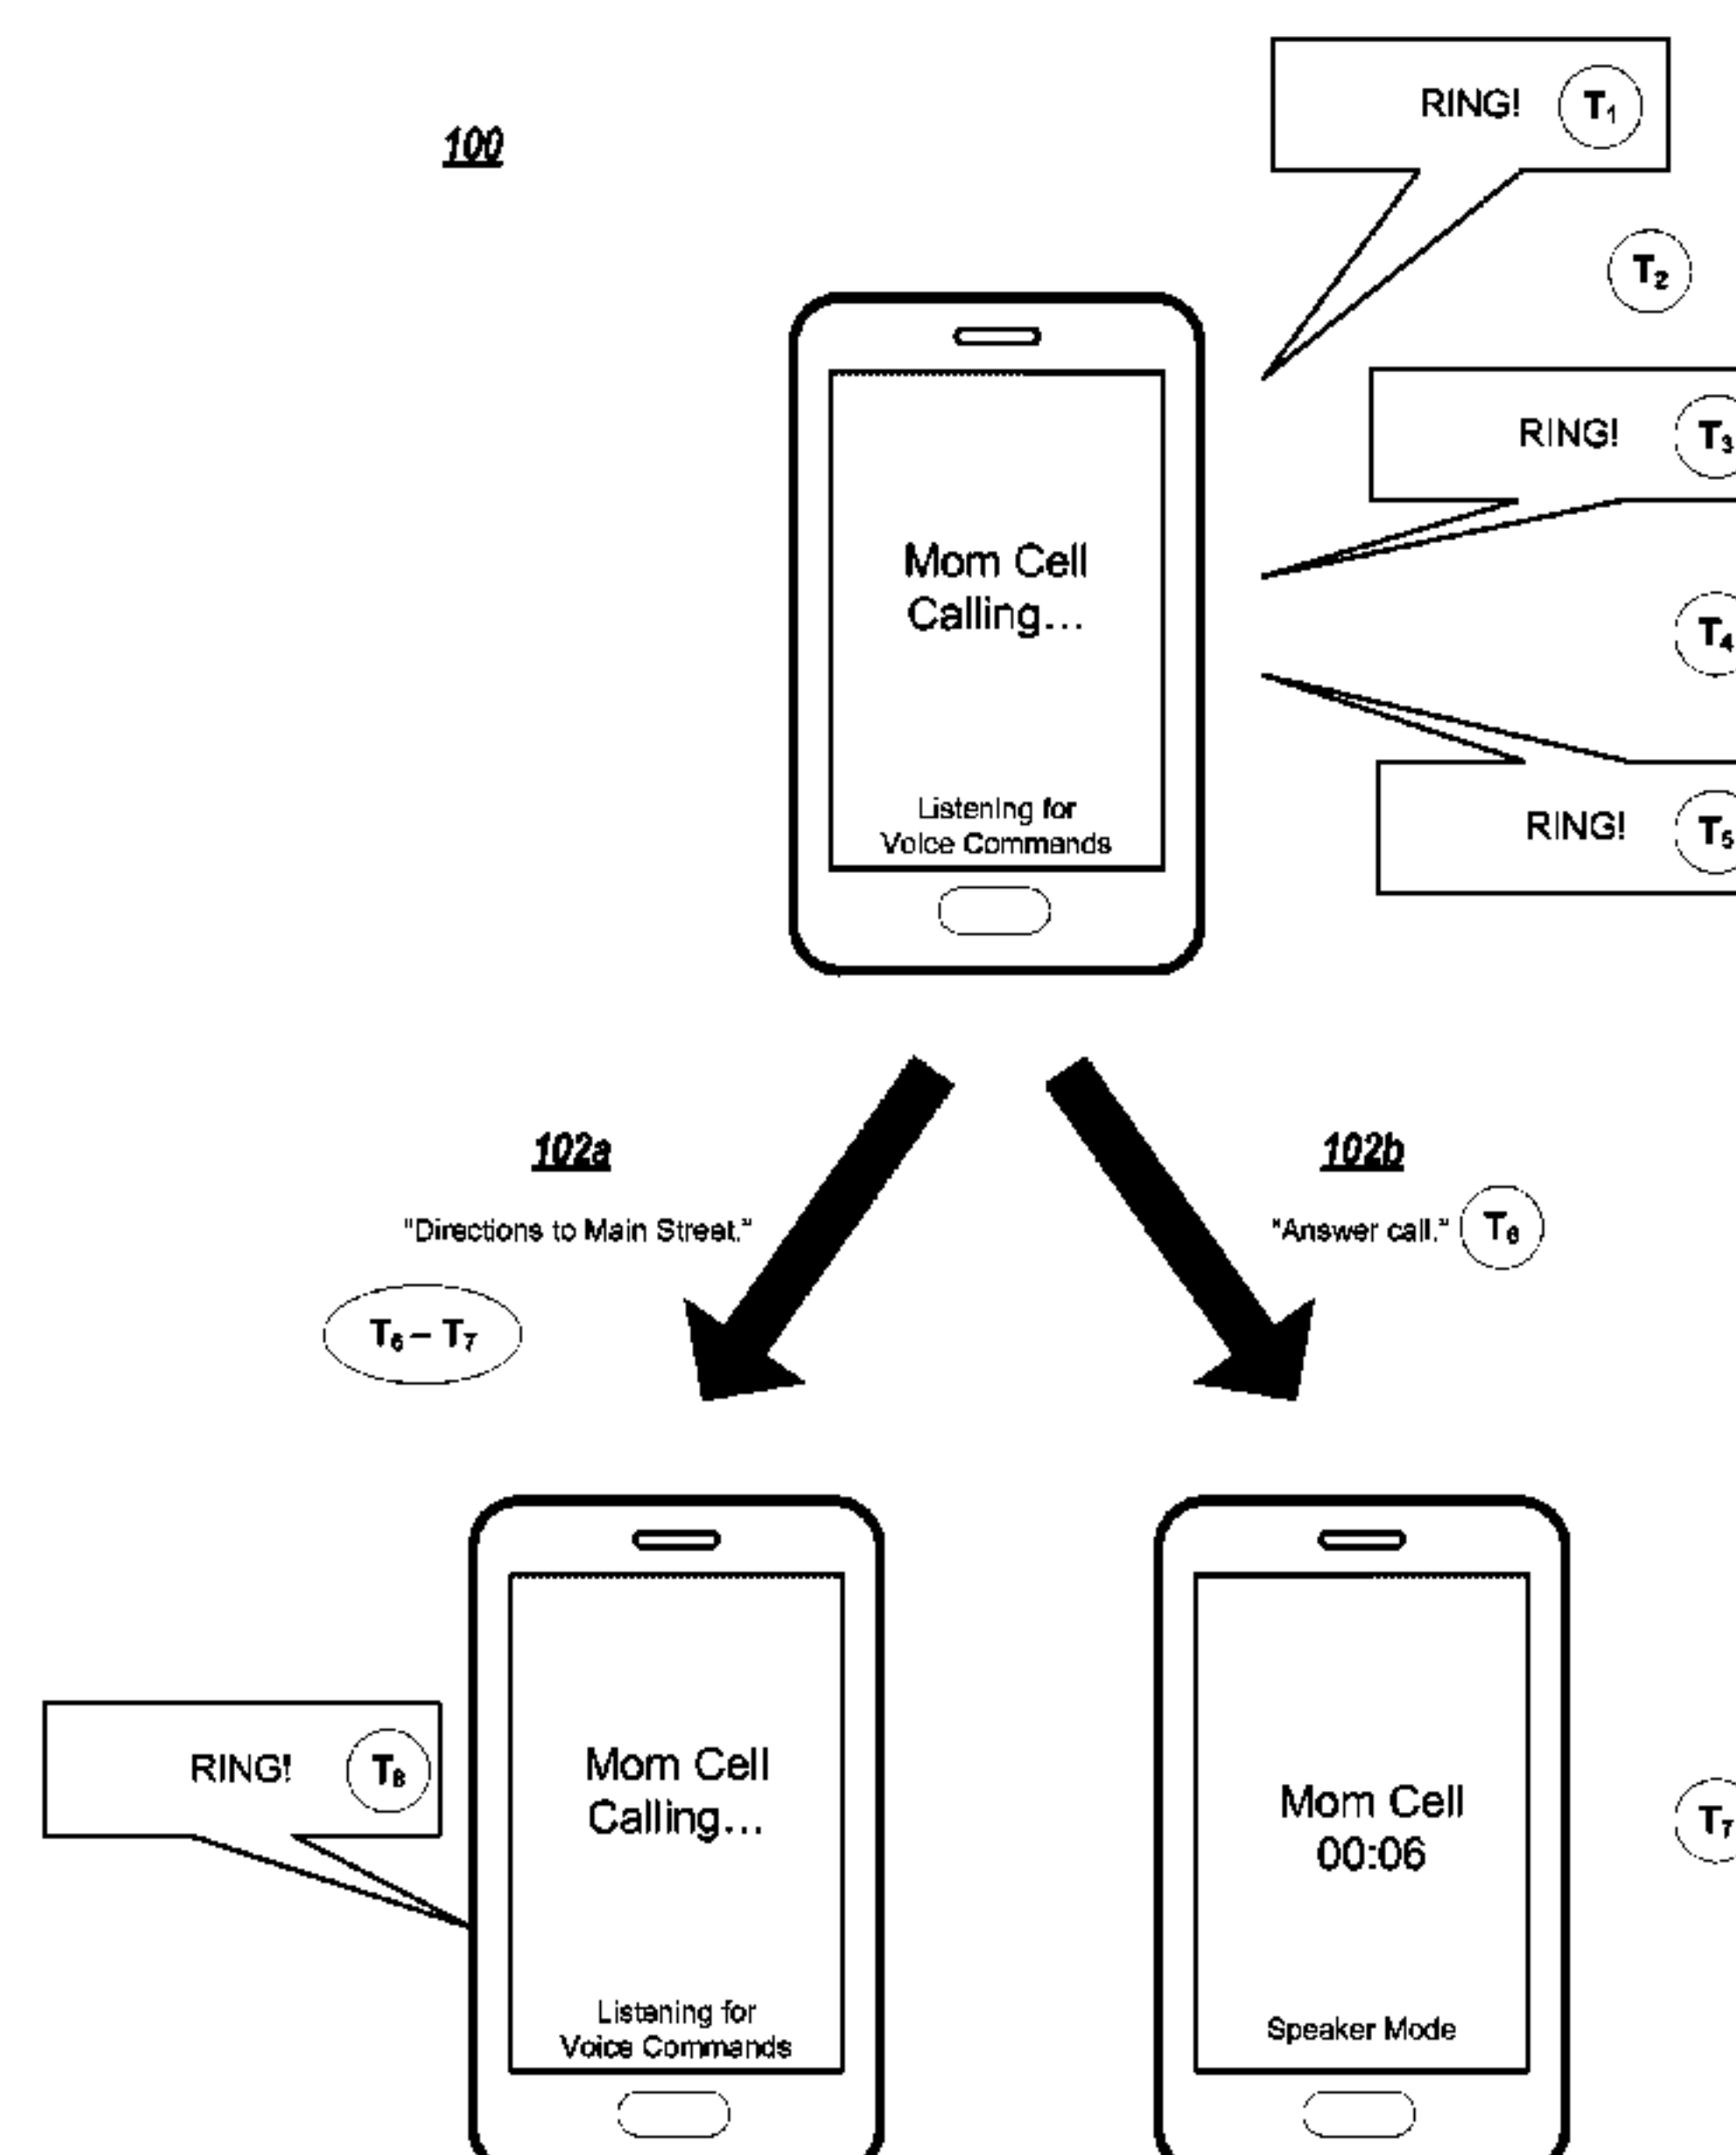 100
RING! T₁
T₂
RING! T₃
Mom Cell
Calling...
T₄
Listening for
Voice Commands
RING! T₅
102a
102b
"Directions to Main Street."
"Answer call." T₆
T₆ – T₇
RING! T₈
Mom Cell
Calling...
Mom Cell
00:06
T₇
Listening for
Voice Commands
Speaker Mode